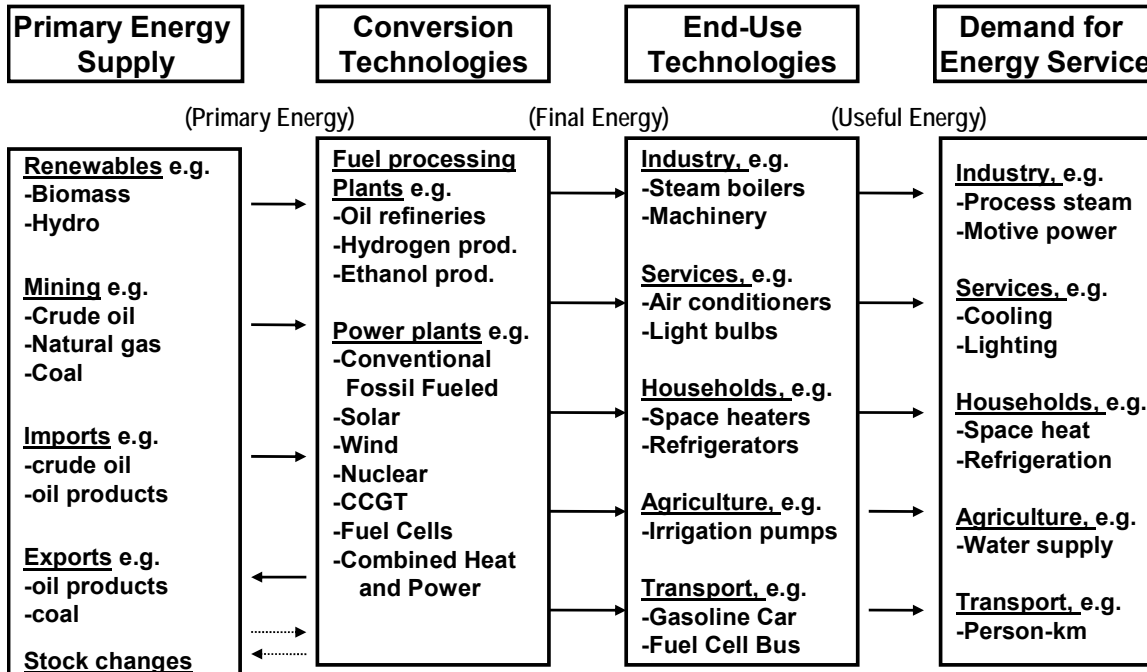 Primary Energy
Supply
Conversion
Technologies
End-Use
Technologies
Demand for
Energy Service
(Primary Energy)
(Final Energy)
(Useful Energy)
Renewables e.g.
-Biomass
-Hydro
Mining e.g.
-Crude oil
-Natural gas
-Coal
Imports e.g.
-crude oil
-oil products
Exports e.g.
-oil products
-coal
Stock changes
Fuel processing
Plants e.g.
-Oil refineries
-Hydrogen prod.
-Ethanol prod.
Power plants e.g.
-Conventional
Fossil Fueled
-Solar
-Wind
-Nuclear
-CCGT
-Fuel Cells
-Combined Heat
and Power
Industry, e.g.
-Steam boilers
-Machinery
Services, e.g.
-Air conditioners
-Light bulbs
Households, e.g.
-Space heaters
-Refrigerators
Agriculture, e.g.
-Irrigation pumps
Transport, e.g.
-Gasoline Car
-Fuel Cell Bus
Industry, e.g.
-Process steam
-Motive power
Services, e.g.
-Cooling
-Lighting
Households, e.g.
-Space heat
-Refrigeration
Agriculture, e.g.
-Water supply
Transport, e.g.
-Person-km